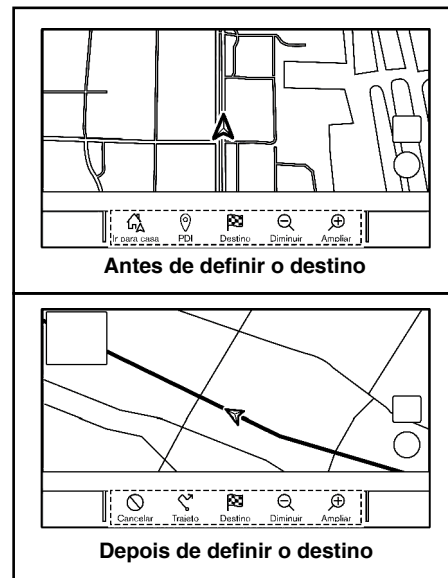 Ir para casa PDI Destino Diminuir Ampliar
Antes de definir o destino
Cancelar Trajeto Destino Diminuir Ampliar
Depois de definir o destino